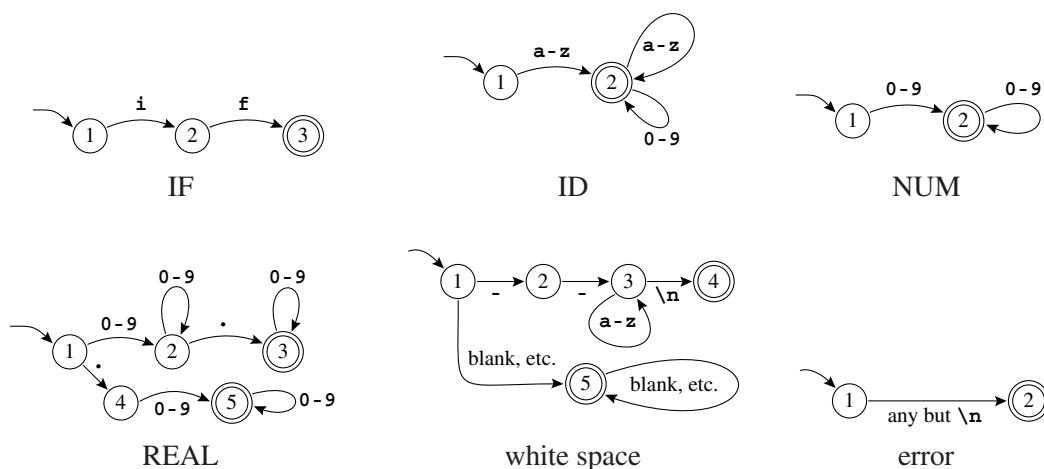 i
f
1
2
3
IF
a-z
a-z
1
2
0-9
ID
0-9
0-9
1
2
NUM
0-9
0-9
0-9
.
1
2
3
.
4
0-9
5
0-9
REAL
1
-
2
-
3
\n
4
a-z
blank, etc.
5
blank, etc.
white space
1
any but \n
2
error